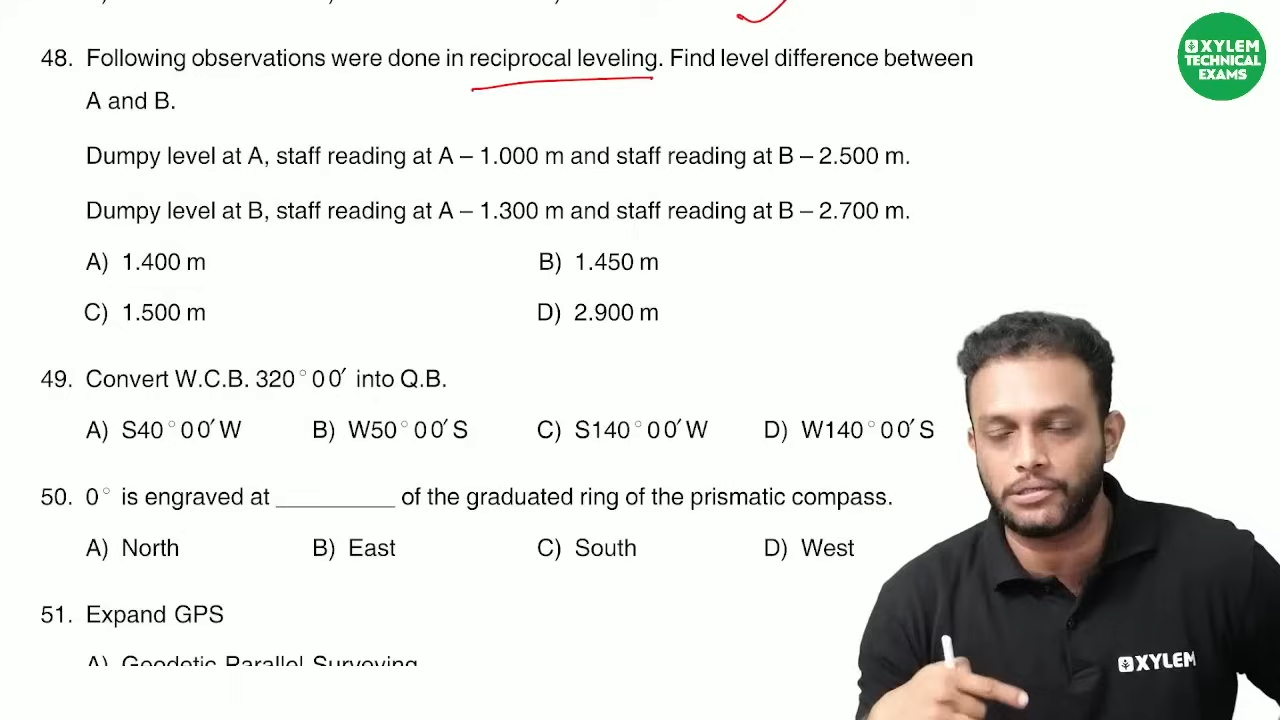 48. Following observations were done in reciprocal leveling. Find level difference between
A and B.
Dumpy level at A, staff reading at A – 1.000 m and staff reading at B – 2.500 m.
Dumpy level at B, staff reading at A – 1.300 m and staff reading at B – 2.700 m.
A) 1.400 m B) 1.450 m
C) 1.500 m D) 2.900 m
49. Convert W.C.B. 320°00′ into Q.B.
A) S40°00′W B) W50°00′S C) S140°00′W D) W140°00′S
50. 0° is engraved at __________ of the graduated ring of the prismatic compass.
A) North B) East C) South D) West
51. Expand GPS
A) Geodetic Parallel Surveying
XYLEM
TECHNICAL
EXAMS
XYLEM